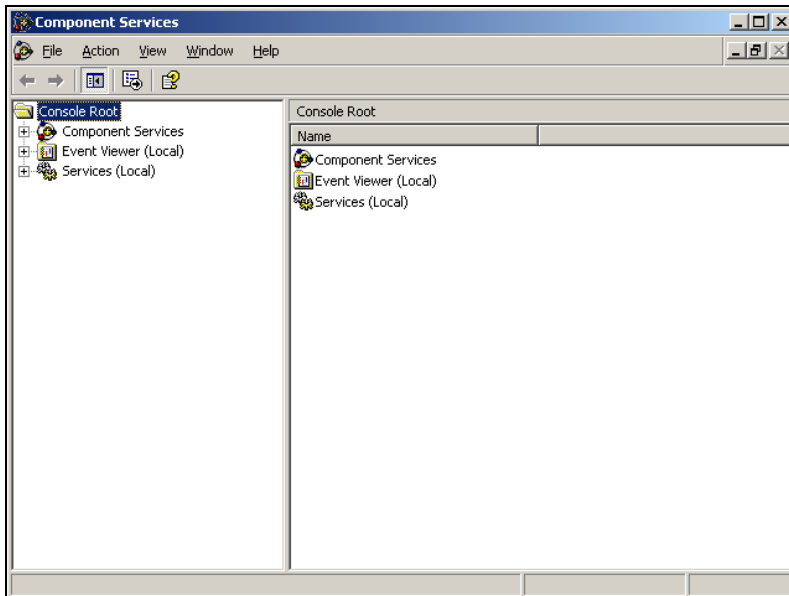 Component Services
File Action View Window Help
Console Root
Component Services
Event Viewer (Local)
Services (Local)
Console Root
Name
Component Services
Event Viewer (Local)
Services (Local)